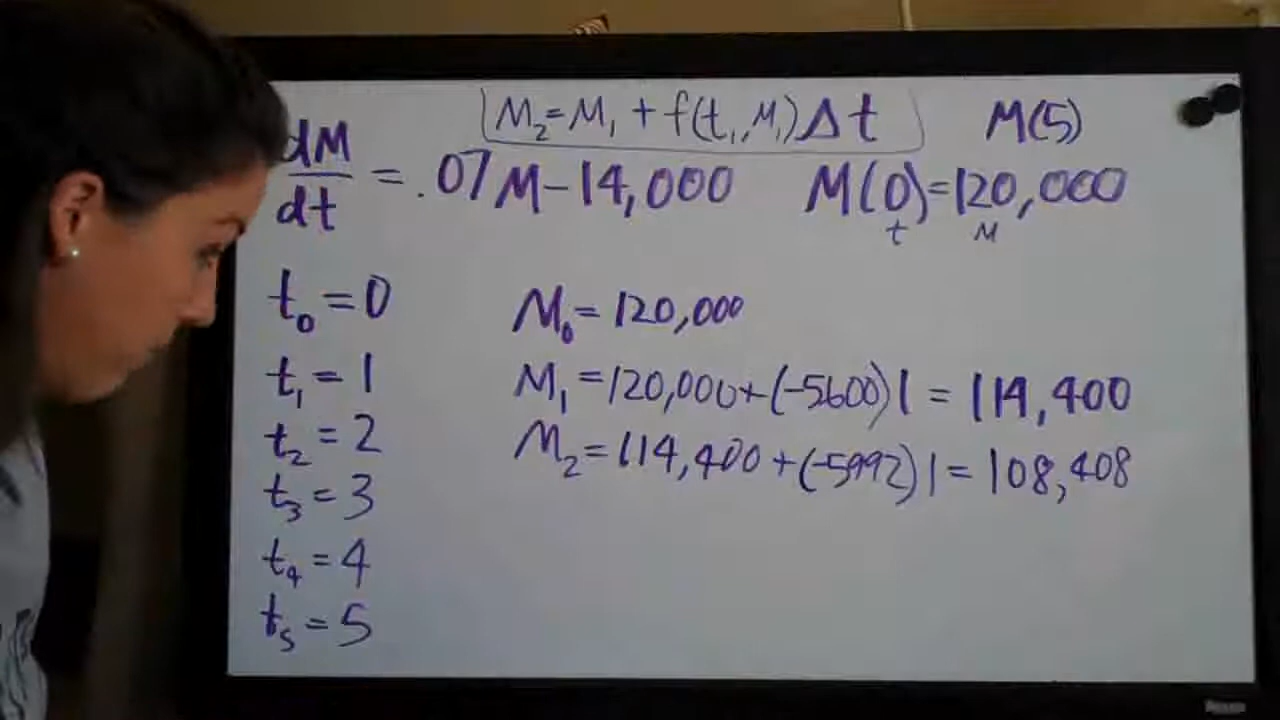 M₂=M₁ + f(t₁,M₁)Δt M(5)
dM/dt = .07M-14,000 M(0)=120,000
t M
t₀=0 M₀=120,000
t₁=1 M₁=120,000+(-5600)1=114,400
t₂=2 M₂=114,400+(-5992)1=108,408
t₃=3
t₄=4
t₅=5